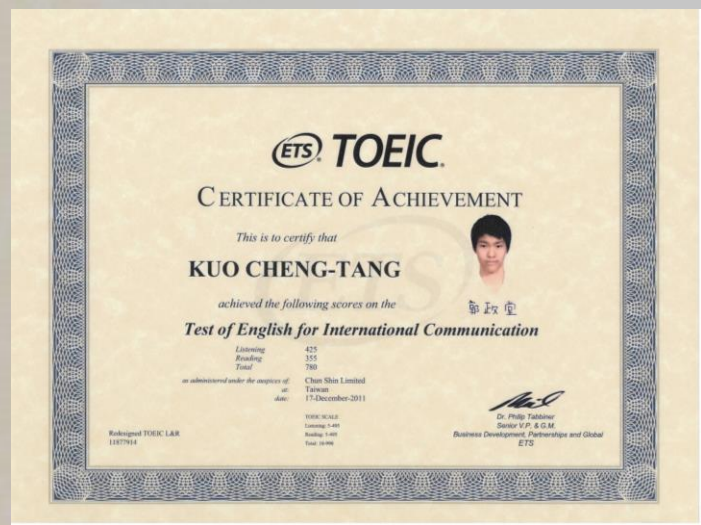 ETS® TOEIC®
CERTIFICATE OF ACHIEVEMENT
This is to certify that
KUO CHENG-TANG
achieved the following scores on the
郭政堂
Test of English for International Communication
Listening 425
Reading 355
Total 780
as administered under the auspices of: Chun Shin Limited
at: Taiwan
date: 17-December-2011
TOEIC SCALE
Listening: 5-495
Reading: 5-495
Total: 10-990
Redesigned TOEIC L&R
11877914
Dr. Philip Tabbiner
Senior V.P. & G.M.
Business Development, Partnerships and Global
ETS